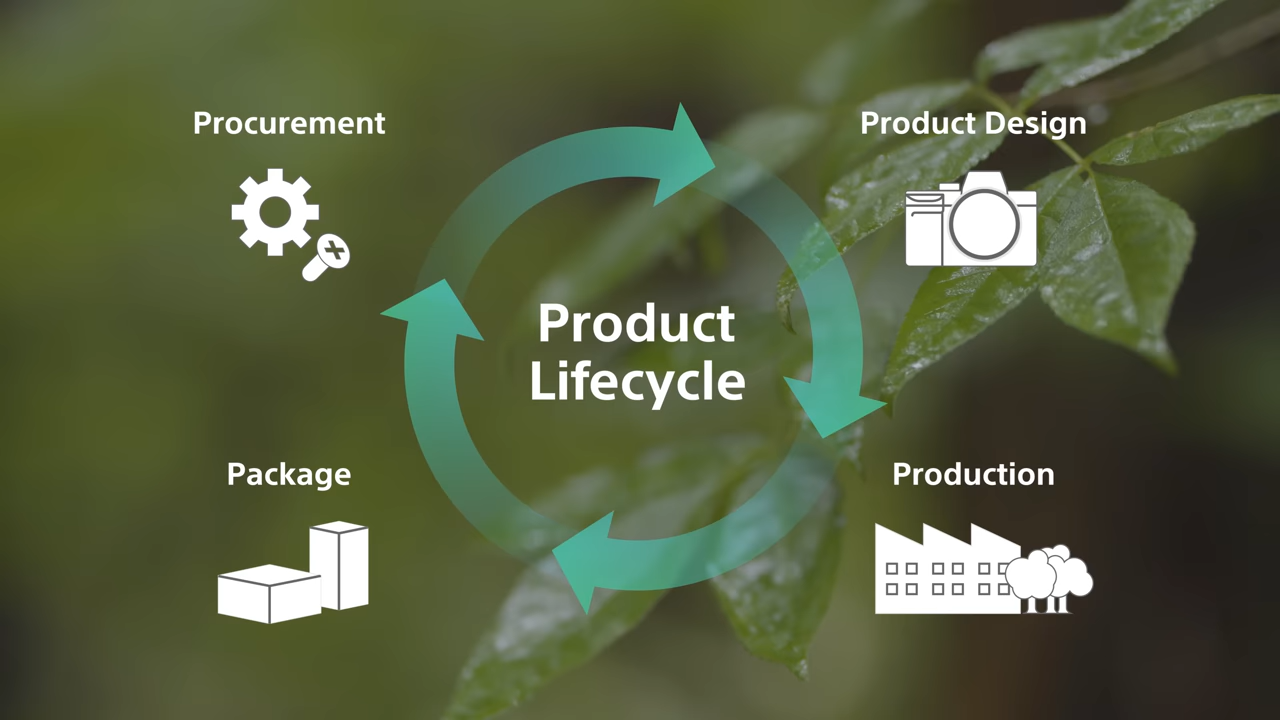 Procurement
Product Design
Product
Lifecycle
Package
Production